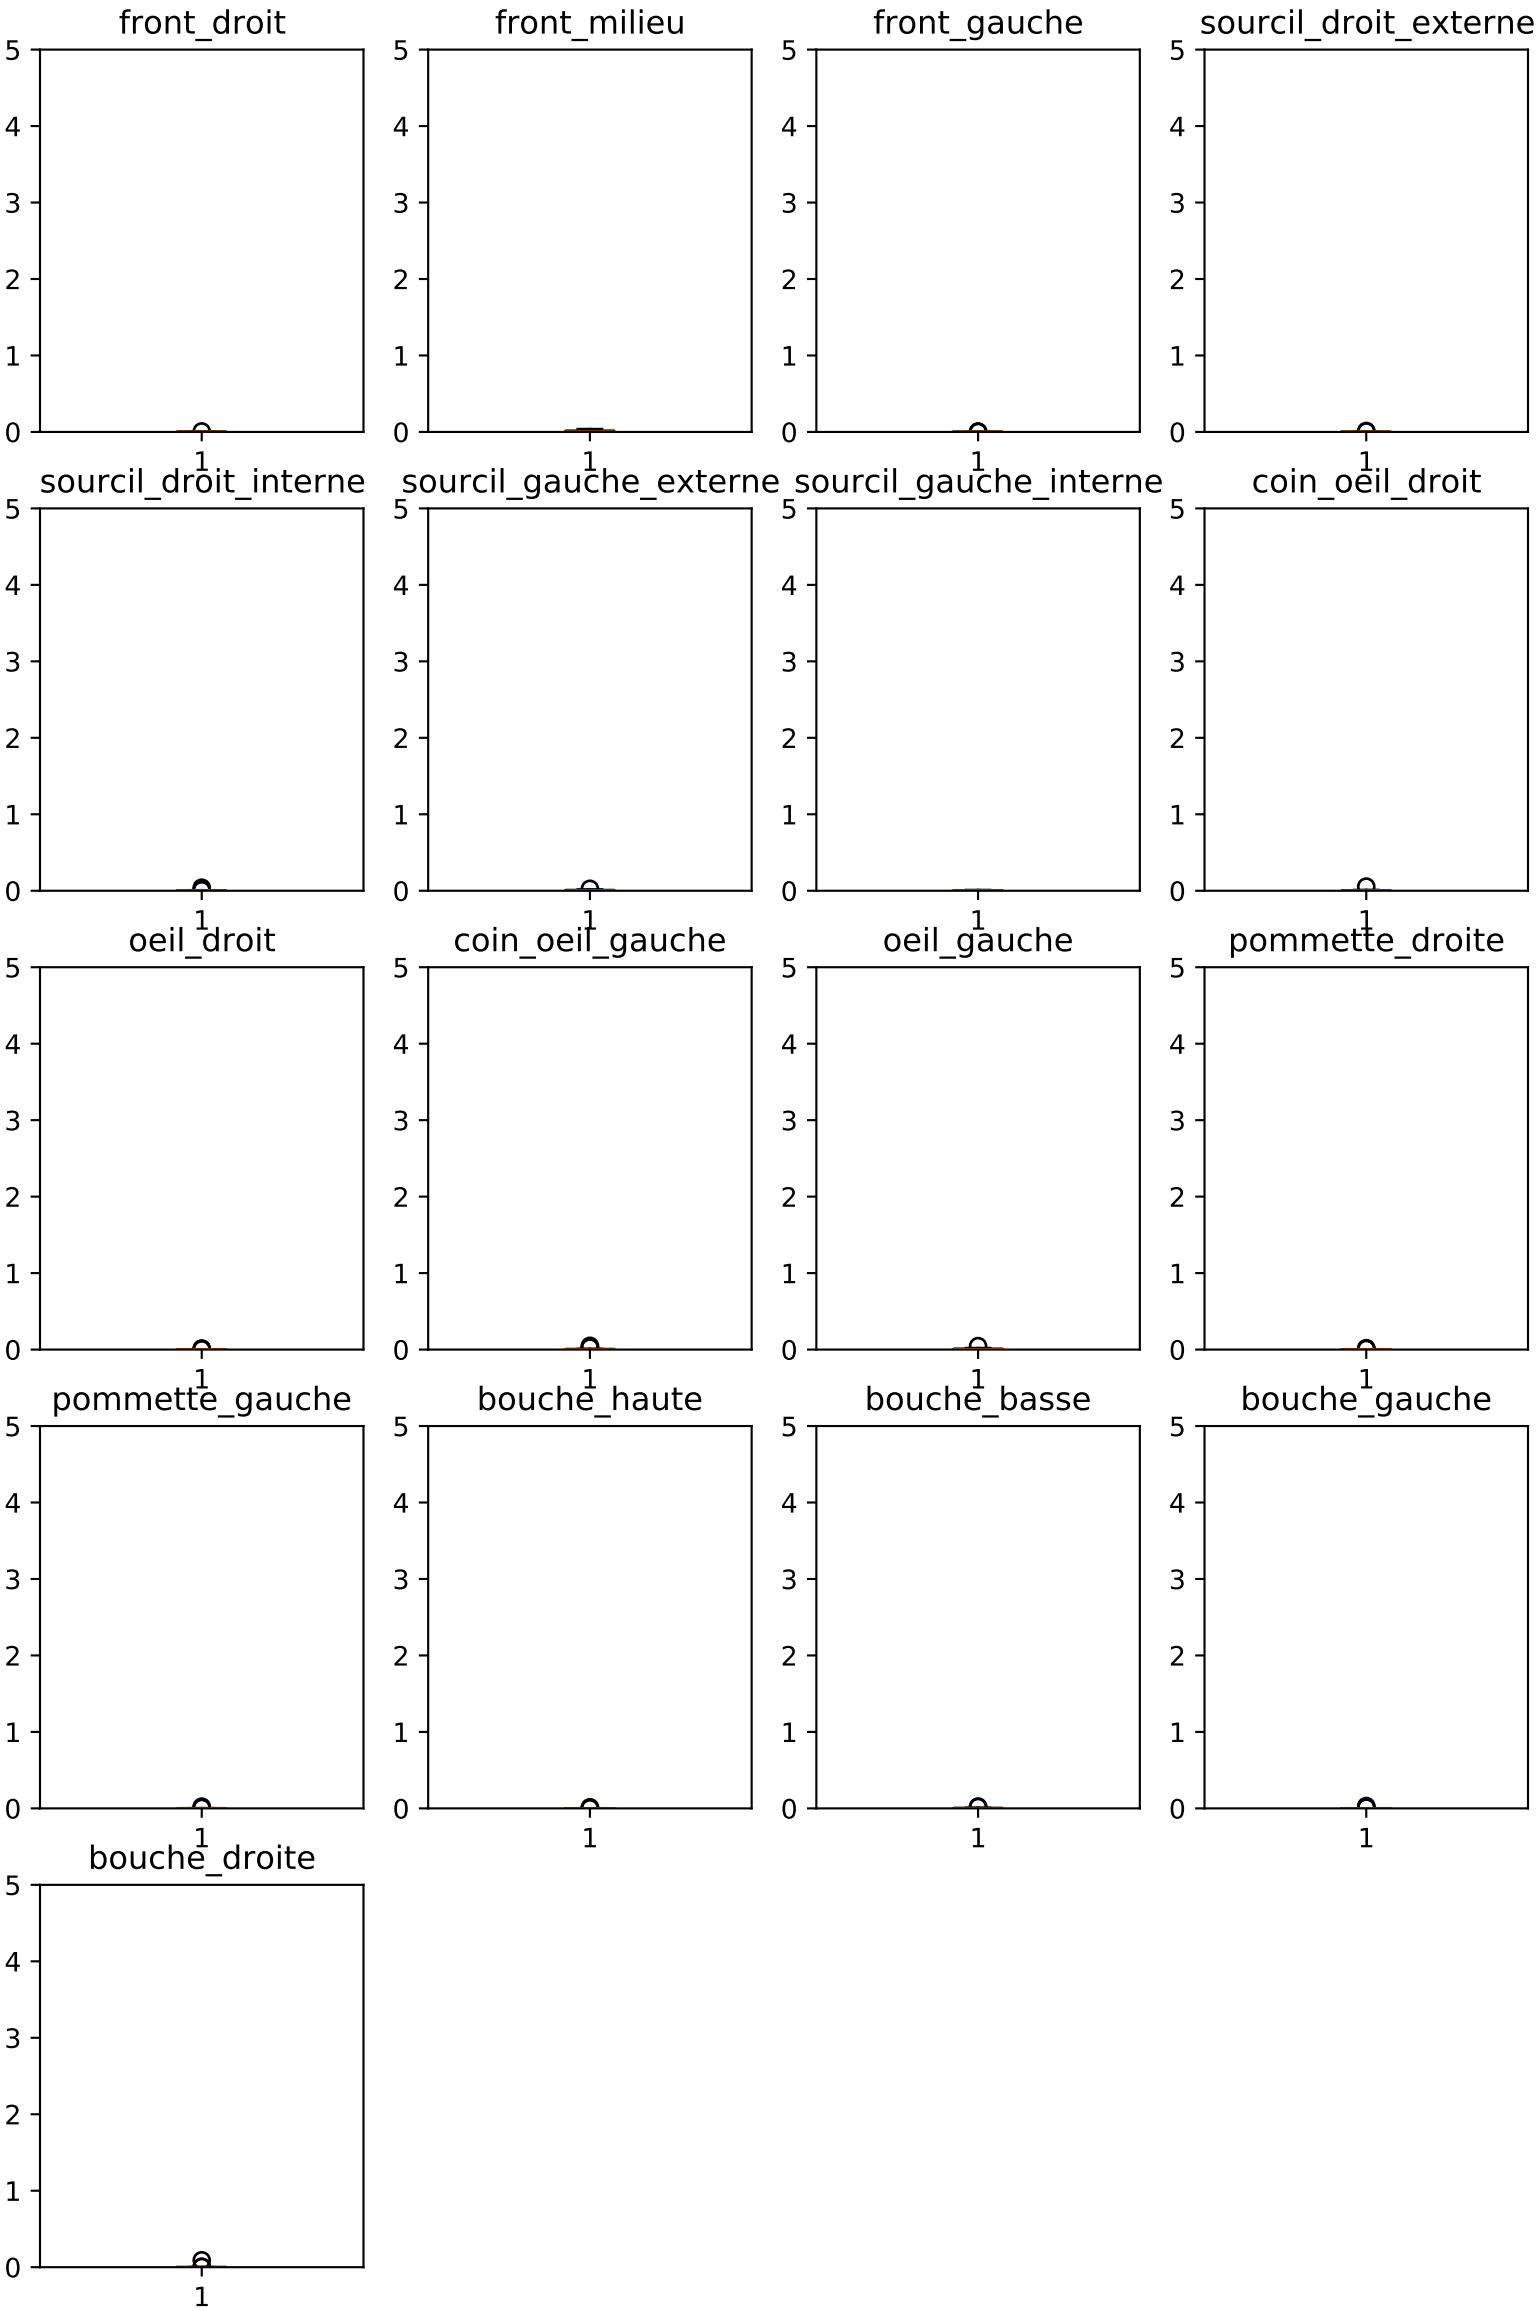 front_droit front_milieu front_gauche sourcil_droit_externe
5 5 5 5
4 4 4 4
3 3 3 3
2 2 2 2
1 1 1 1
0 0 0 0
1 1 1 1
sourcil_droit_interne sourcil_gauche_externe sourcil_gauche_interne coin_oeil_droit
5 5 5 5
4 4 4 4
3 3 3 3
2 2 2 2
1 1 1 1
0 0 0 0
1 1 1 1
oeil_droit coin_oeil_gauche oeil_gauche pommette_droite
5 5 5 5
4 4 4 4
3 3 3 3
2 2 2 2
1 1 1 1
0 0 0 0
1 1 1 1
pommette_gauche bouche_haute bouche_basse bouche_gauche
5 5 5 5
4 4 4 4
3 3 3 3
2 2 2 2
1 1 1 1
0 0 0 0
1 1 1 1
bouche_droite
5
4
3
2
1
0
1